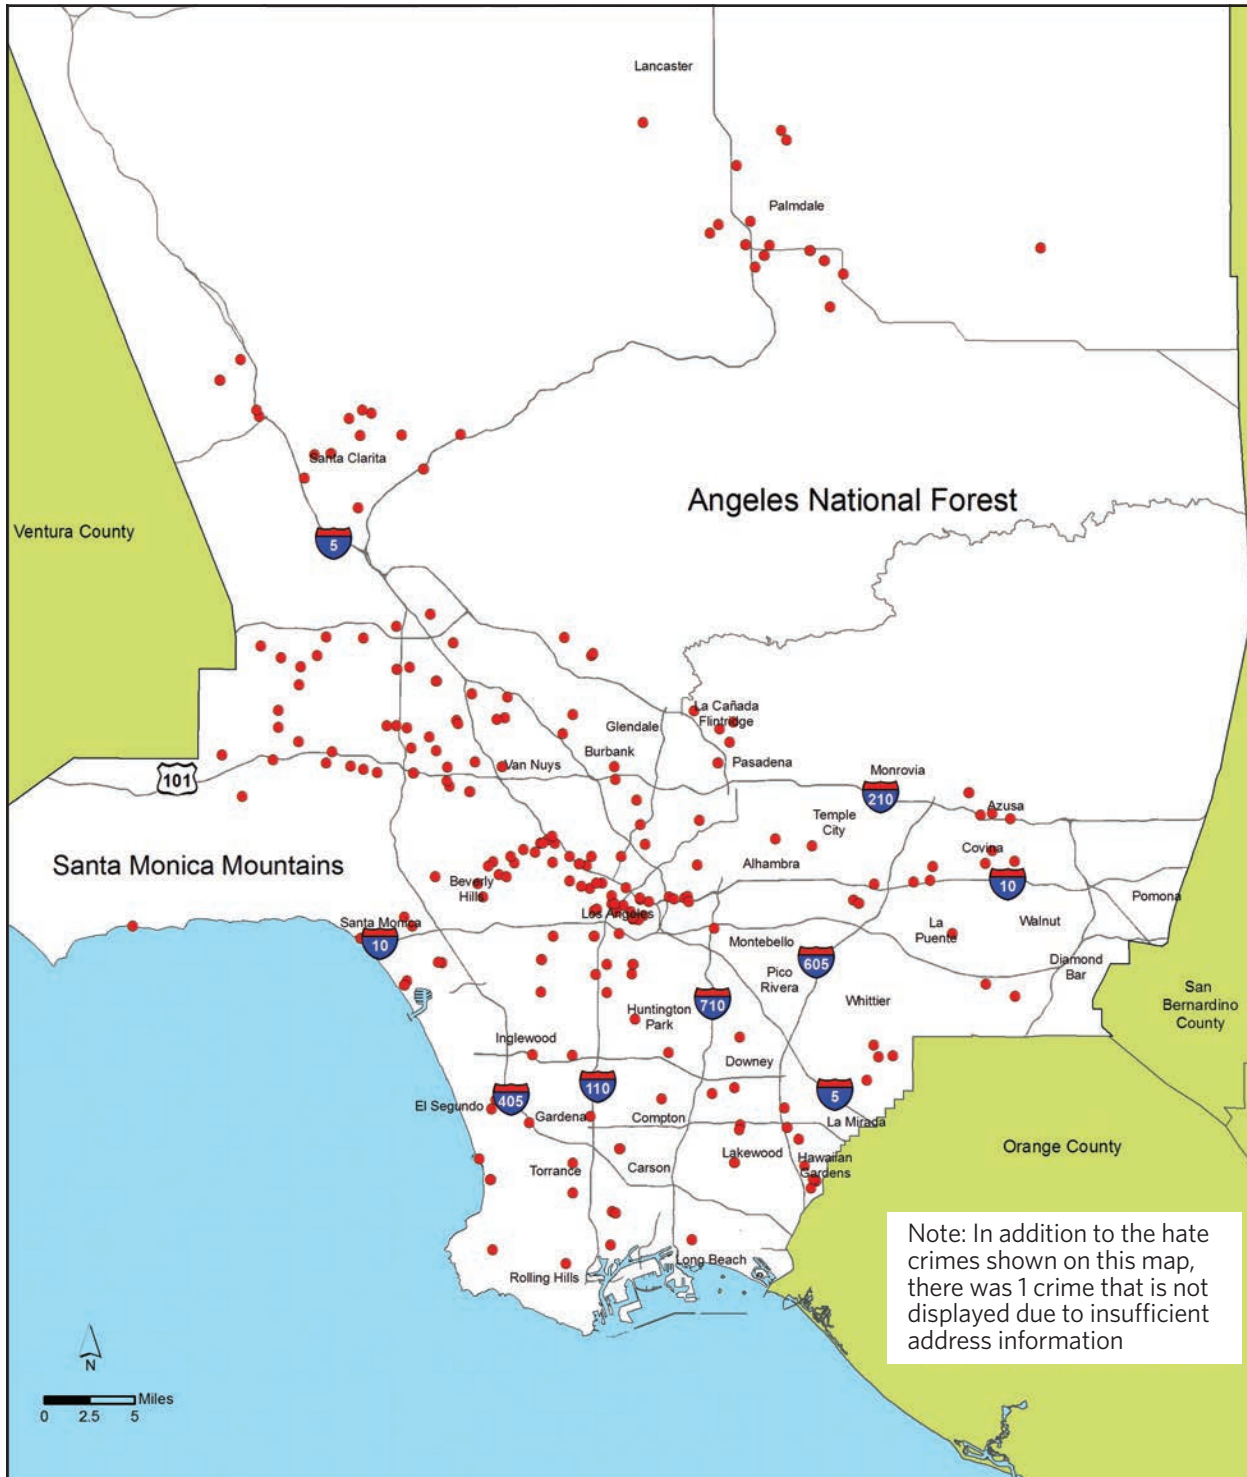 Lancaster
Palmdale
Santa Clarita
Angeles National Forest
Ventura County
5
La Cañada
Flintridge
Glendale
Burbank
Van Nuys
Pasadena
101
Monrovia
210
Azusa
Temple
City
Santa Monica Mountains
Alhambra
Covina
Beverly
Hills
10
Pomona
Los Angeles
Santa Monica
La
Puente
Walnut
10
Montebello
605
Diamond
Bar
Pico
Rivera
San
Bernardino
County
Whittier
710
Huntington
Park
Inglewood
Downey
110
405
5
El Segundo
Gardena
Compton
La Mirada
Orange County
Lakewood
Hawaiian
Gardens
Torrance
Carson
Long Beach
Rolling Hills
Note: In addition to the hate
crimes shown on this map,
there was 1 crime that is not
displayed due to insufficient
address information
N
Miles
0 2.5 5